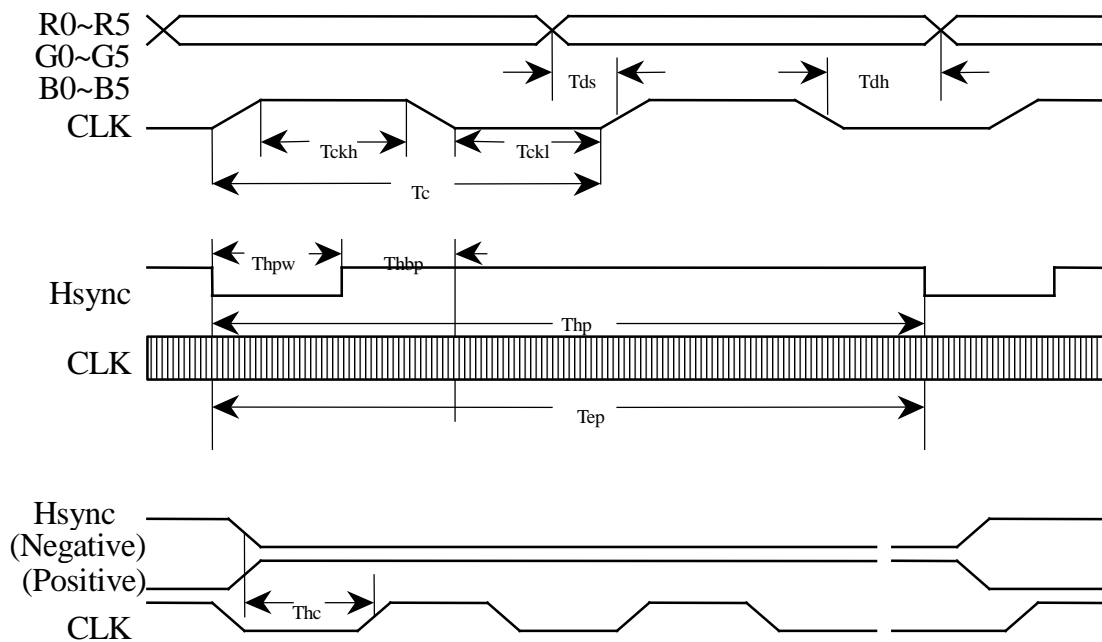 R0~R5
G0~G5
B0~B5
CLK
Tds
Tdh
Tckh
Tckl
Tc
Thpw
Thbp
Hsync
Thp
CLK
Tep
Hsync
(Negative)
(Positive)
Thc
CLK